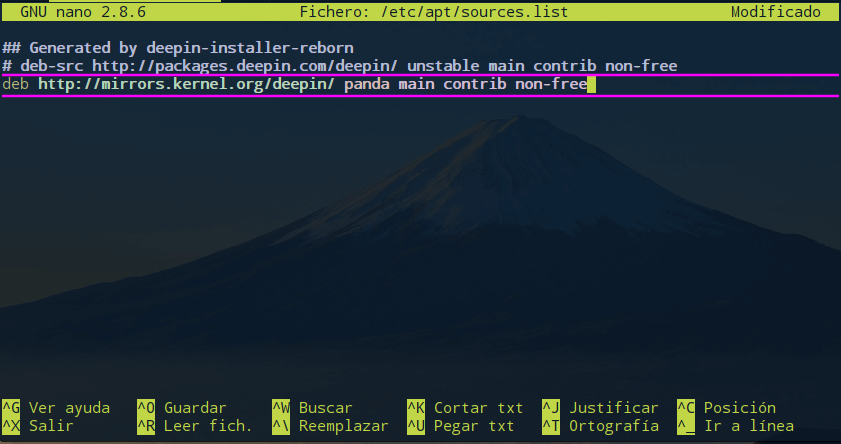 GNU nano 2.8.6 Fichero: /etc/apt/sources.list Modificado
## Generated by deepin-installer-reborn
# deb-src http://packages.deepin.com/deepin/ unstable main contrib non-free
deb http://mirrors.kernel.org/deepin/ panda main contrib non-free
^G Ver ayuda ^O Guardar ^W Buscar ^K Cortar txt ^J Justificar ^C Posición
^X Salir ^R Leer fich. ^\ Reemplazar ^U Pegar txt ^T Ortografía ^_ Ir a línea